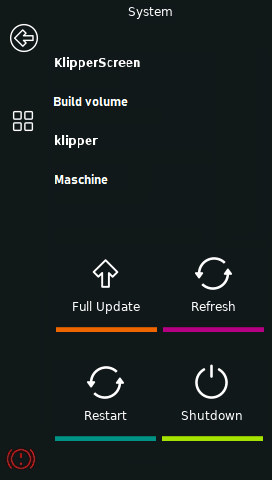 System
KlipperScreen
Build volume
klipper
Maschine
Full Update
Refresh
Restart
Shutdown